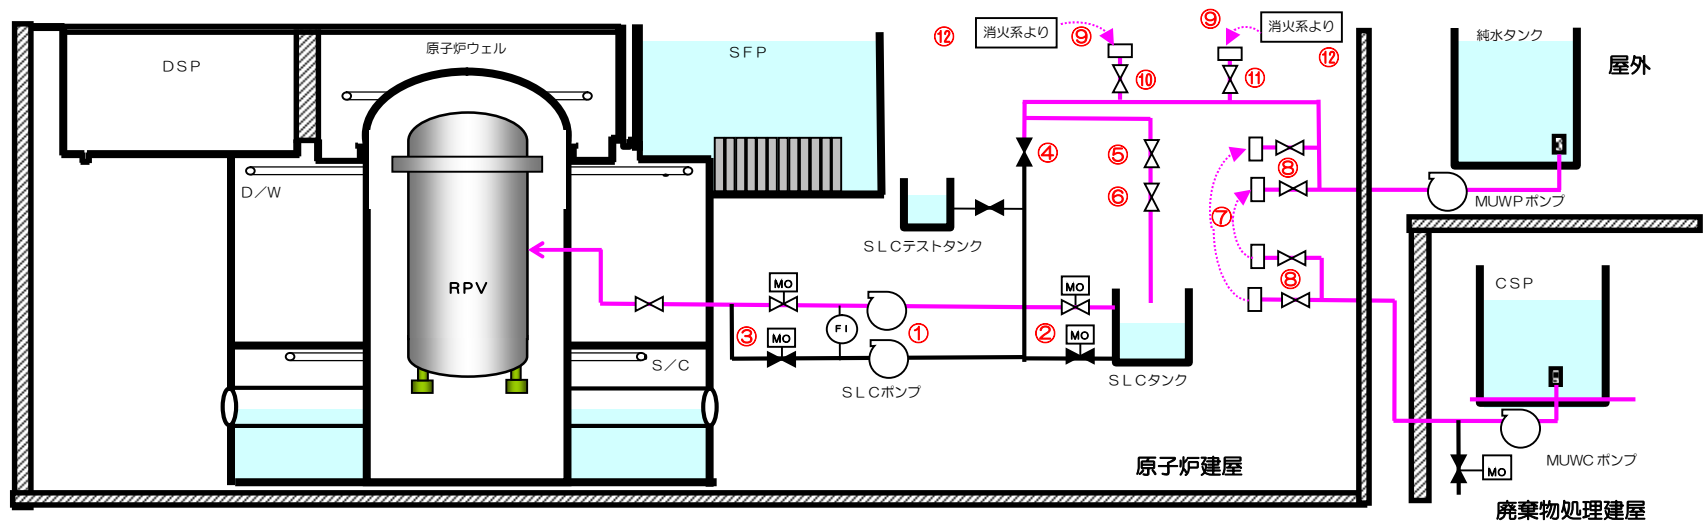 DSP
原子炉ウェル
SFP
⑫
消火系より
⑨
⑨
消火系より
⑫
純水タンク
屋外
⑩
⑪
④
⑤
⑥
⑧
⑦
⑧
MUWPポンプ
D／W
SLCテストタンク
RPV
MO
MO
CSP
③
FI
①
②
MO
MO
S／C
SLCポンプ
SLCタンク
原子炉建屋
MUWCポンプ
MO
廃棄物処理建屋